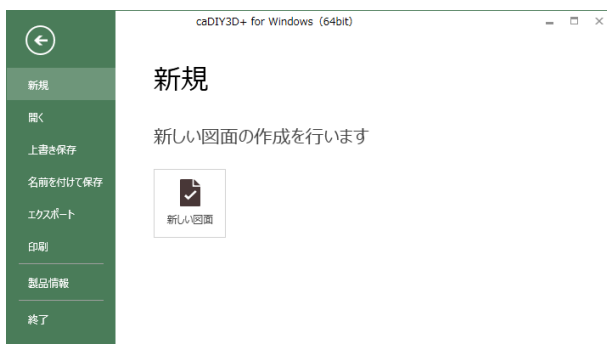 caDIY3D+ for Windows (64bit)
新規
開く
上書き保存
名前を付けて保存
エクスポート
印刷
製品情報
終了
新規
新しい図面の作成を行います
新しい図面